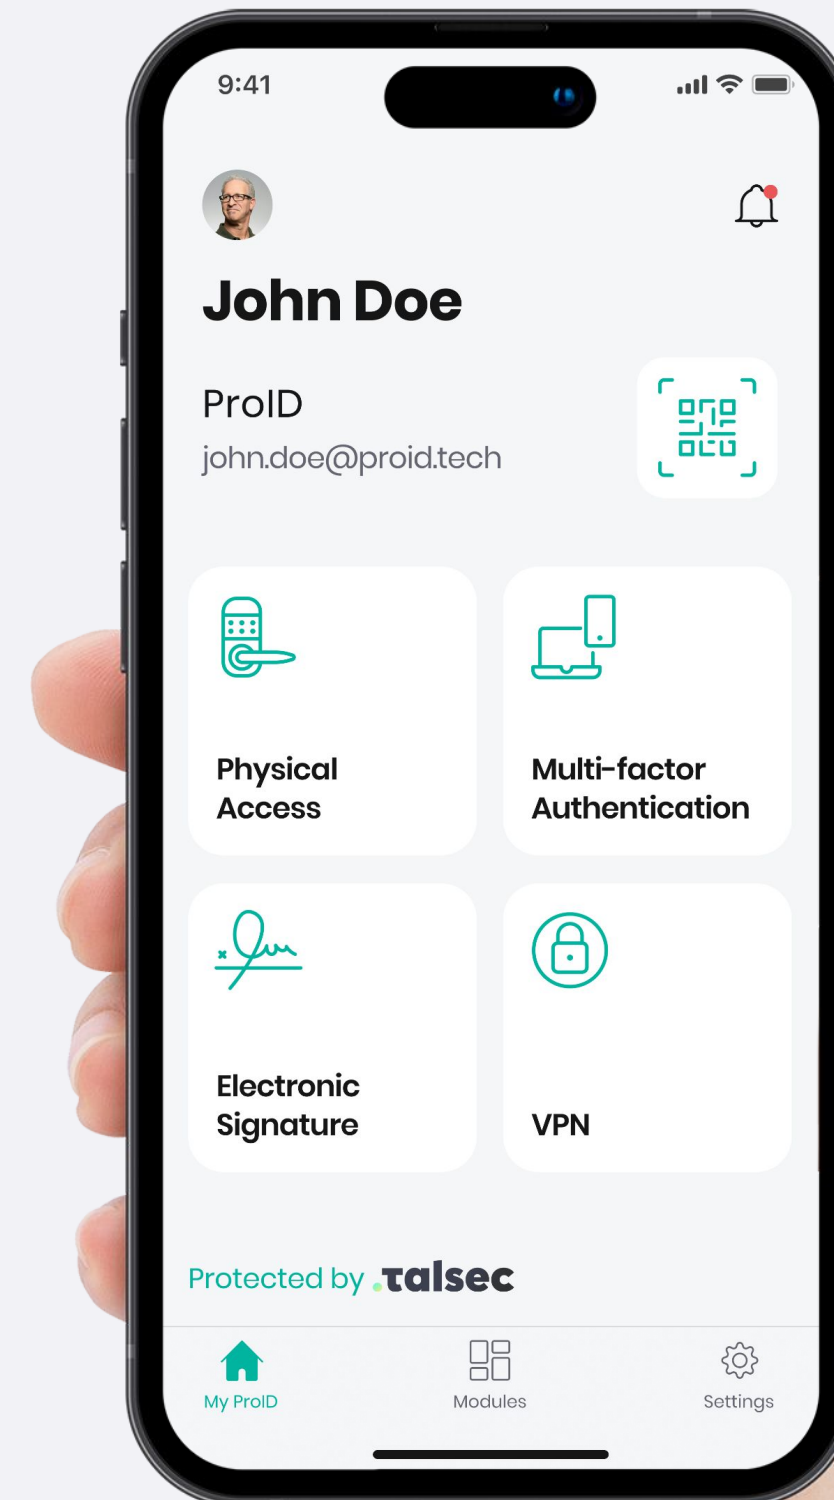 9:41
John Doe
ProID
john.doe@proid.tech
Physical
Access
Multi-factor
Authentication
Electronic
Signature
VPN
Protected by .talsec
My ProID
Modules
Settings